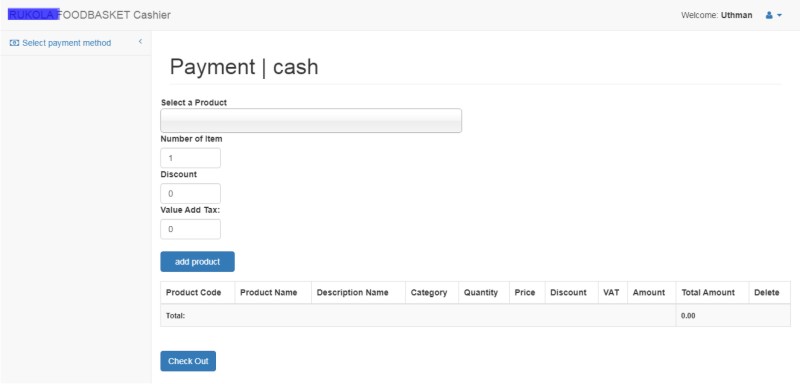 RUKOLA FOODBASKET Cashier
Welcome: Uthman
Select payment method
Payment | cash
Select a Product
Number of item
1
Discount
0
Value Add Tax:
0
add product
Product Code Product Name Description Name Category Quantity Price Discount VAT Amount Total Amount Delete
Total: 0.00
Check Out